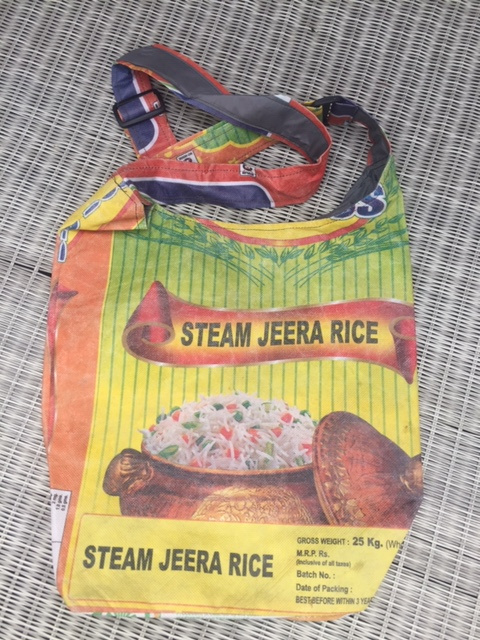 STEAM JEERA RICE
STEAM JEERA RICE
GROSS WEIGHT : 25 Kg.
M.R.P. Rs.
(Inclusive of all taxes)
Batch No. :
Date of Packing :
BEST BEFORE WITHIN 3